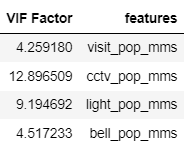 VIF Factor features
4.259180 visit_pop_mms
12.896509 cctv_pop_mms
9.194692 light_pop_mms
4.517233 bell_pop_mms